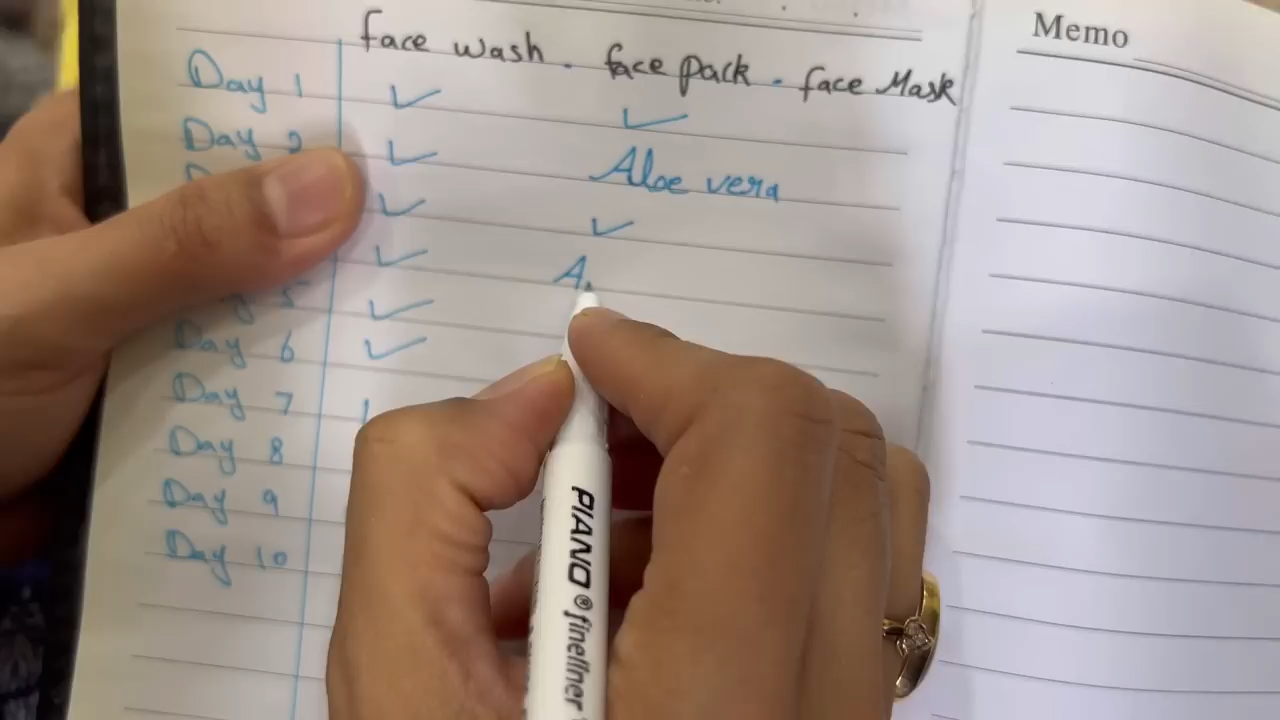 face wash . face pack . face Mask
Memo
Day 1
Day 2
Aloe vera
A
5
Day 6
Day 7
Day 8
Day 9
Day 10
PIANO ® fineliner